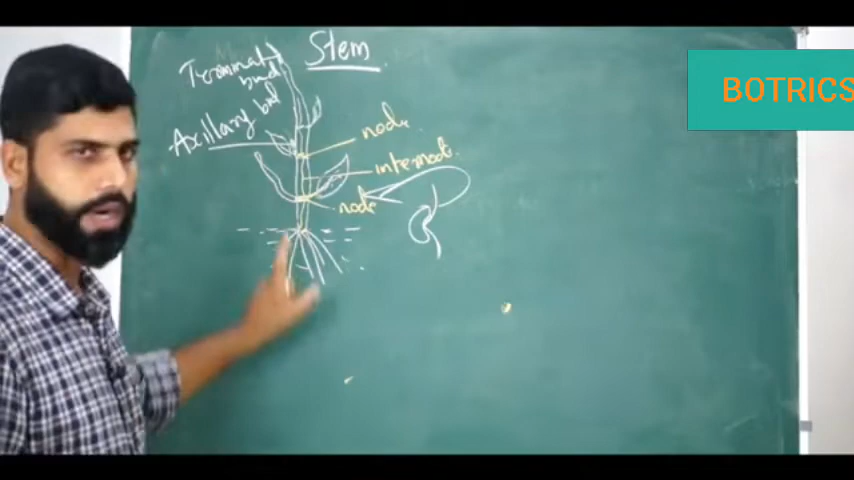 Stem
Terminal
bud
Axillary bud
node
internode
node
BOTRICS